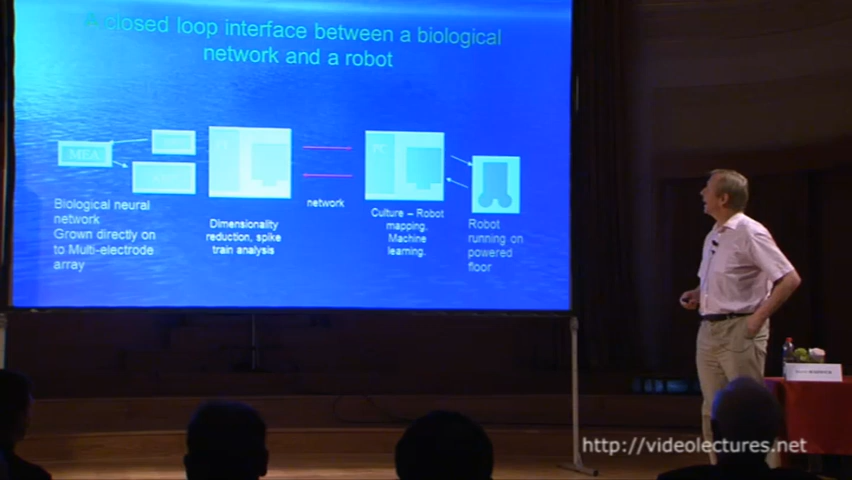 A closed loop interface between a biological
network and a robot
MEA
PC
Biological neural
network
Grown directly on
to Multi-electrode
array
Dimensionality
reduction, spike
train analysis
network
Culture – Robot
mapping.
Machine
learning.
Robot
running on
powered
floor
http://videolectures.net